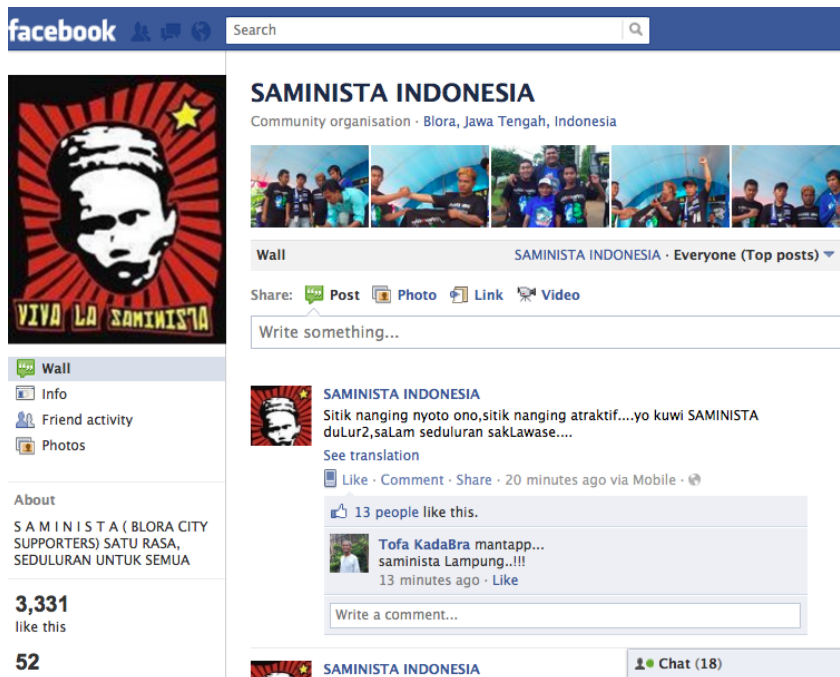 facebook
Search
SAMINISTA INDONESIA
Community organisation · Blora, Jawa Tengah, Indonesia
VIVA LA SAMINISTA
Wall
SAMINISTA INDONESIA · Everyone (Top posts)
Share: Post Photo Link Video
Write something...
Wall
Info
Friend activity
Photos
About
S A M I N I S T A ( BLORA CITY
SUPPORTERS) SATU RASA,
SEDULURAN UNTUK SEMUA
3,331
like this
52
SAMINISTA INDONESIA
Sitik nanging nyoto ono,sitik nanging atraktif....yo kuwi SAMINISTA
duLur2,saLam seduluran sakLawase....
See translation
Like · Comment · Share · 20 minutes ago via Mobile ·
13 people like this.
Tofa KadaBra mantapp...
saminista Lampung..!!!
13 minutes ago · Like
Write a comment...
SAMINISTA INDONESIA
Chat (18)